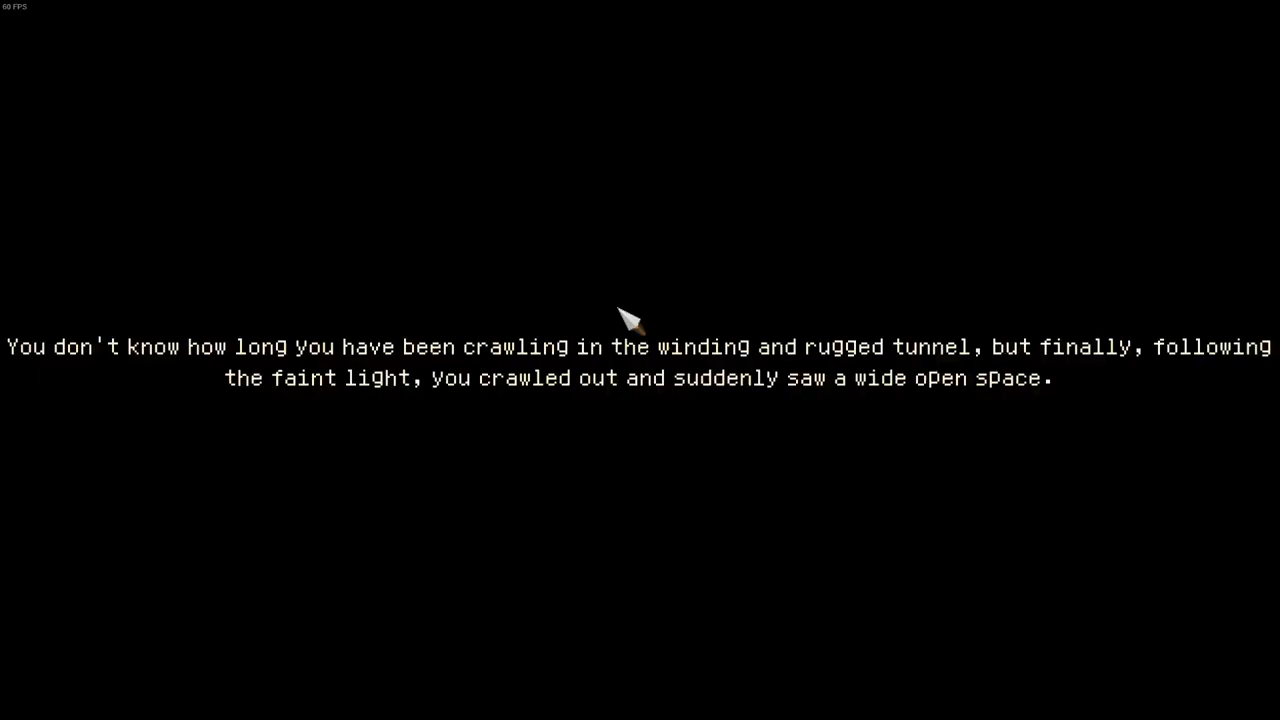 60 FPS
You don't know how long you have been crawling in the winding and rugged tunnel, but finally, following
the faint light, you crawled out and suddenly saw a wide open space.